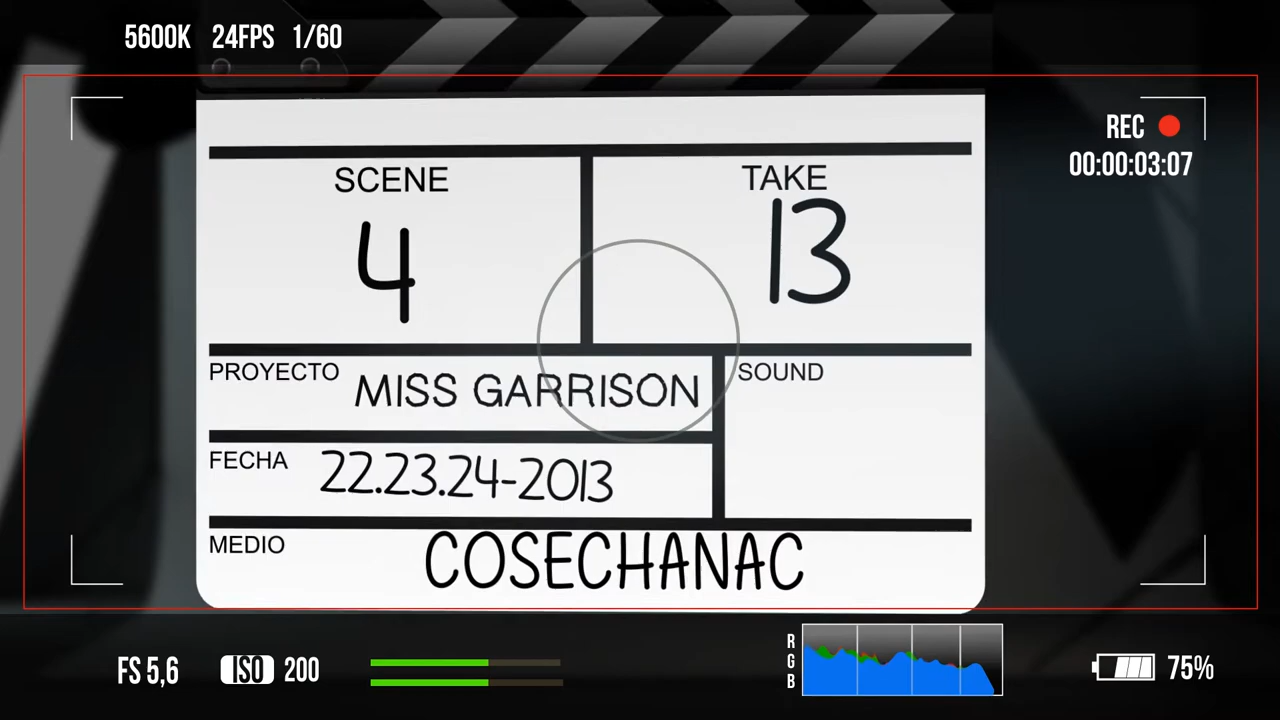 5600K 24FPS 1/60
REC
00:00:03:07
SCENE
4
TAKE
13
PROYECTO MISS GARRISON
SOUND
FECHA 22.23.24-2013
MEDIO COSECHANAC
FS 5,6 ISO 200
R
G
B
75%